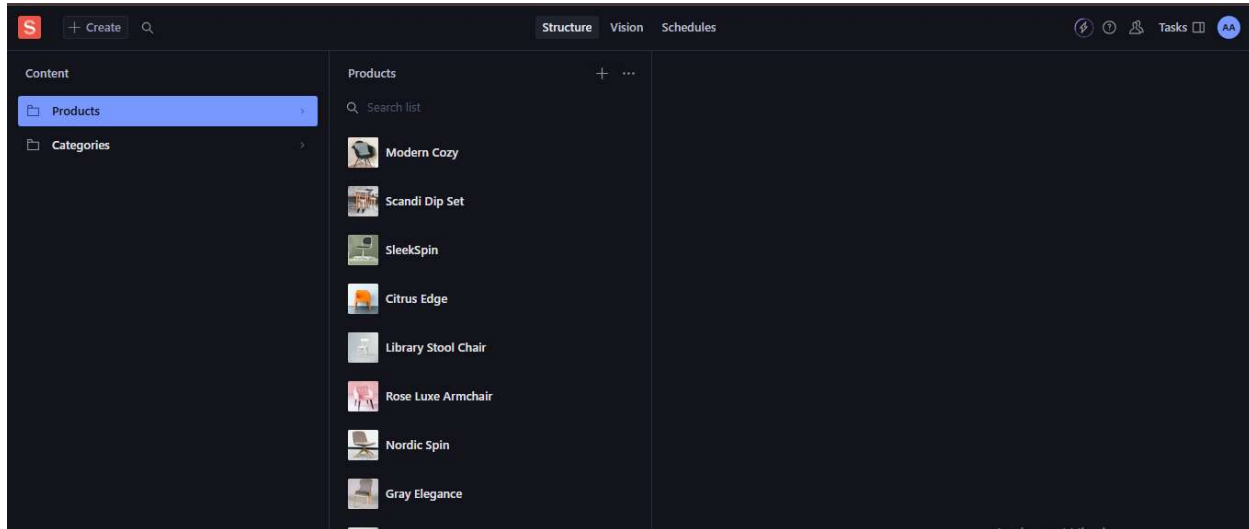 S + Create Structure Vision Schedules Tasks AA
Content
Products
Categories
Products
Search list
Modern Cozy
Scandi Dip Set
SleekSpin
Citrus Edge
Library Stool Chair
Rose Luxe Armchair
Nordic Spin
Gray Elegance